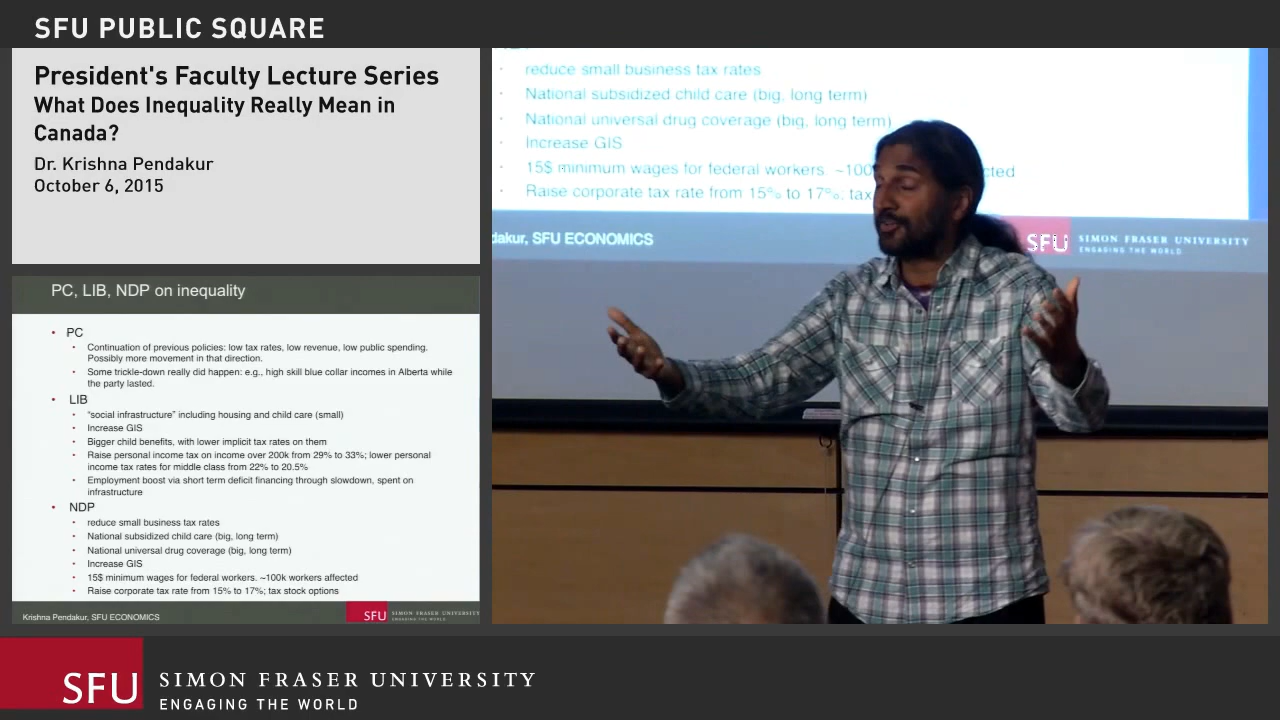 SFU PUBLIC SQUARE
President's Faculty Lecture Series
What Does Inequality Really Mean in
Canada?
Dr. Krishna Pendakur
October 6, 2015
PC, LIB, NDP on inequality
• PC
• Continuation of previous policies: low tax rates, low revenue, low public spending.
Possibly more movement in that direction.
• Some trickle-down really did happen: e.g., high skill blue collar incomes in Alberta while
the party lasted.
• LIB
• "social infrastructure" including housing and child care (small)
• Increase GIS
• Bigger child benefits, with lower implicit tax rates on them
• Raise personal income tax on income over 200k from 29% to 33%; lower personal
income tax rates for middle class from 22% to 20.5%
• Employment boost via short term deficit financing through slowdown, spent on
infrastructure
• NDP
• reduce small business tax rates
• National subsidized child care (big, long term)
• National universal drug coverage (big, long term)
• Increase GIS
• 15$ minimum wages for federal workers. ~100k workers affected
• Raise corporate tax rate from 15% to 17%; tax stock options
Krishna Pendakur, SFU ECONOMICS
SFU SIMON FRASER UNIVERSITY
ENGAGING THE WORLD
· reduce small business tax rates
· National subsidized child care (big, long term)
· National universal drug coverage (big, long term)
· Increase GIS
· 15$ minimum wages for federal workers. ~100 cted
· Raise corporate tax rate from 15% to 17%; tax
dakur, SFU ECONOMICS
SFU SIMON FRASER UNIVERSITY
ENGAGING THE WORLD
SFU SIMON FRASER UNIVERSITY
ENGAGING THE WORLD